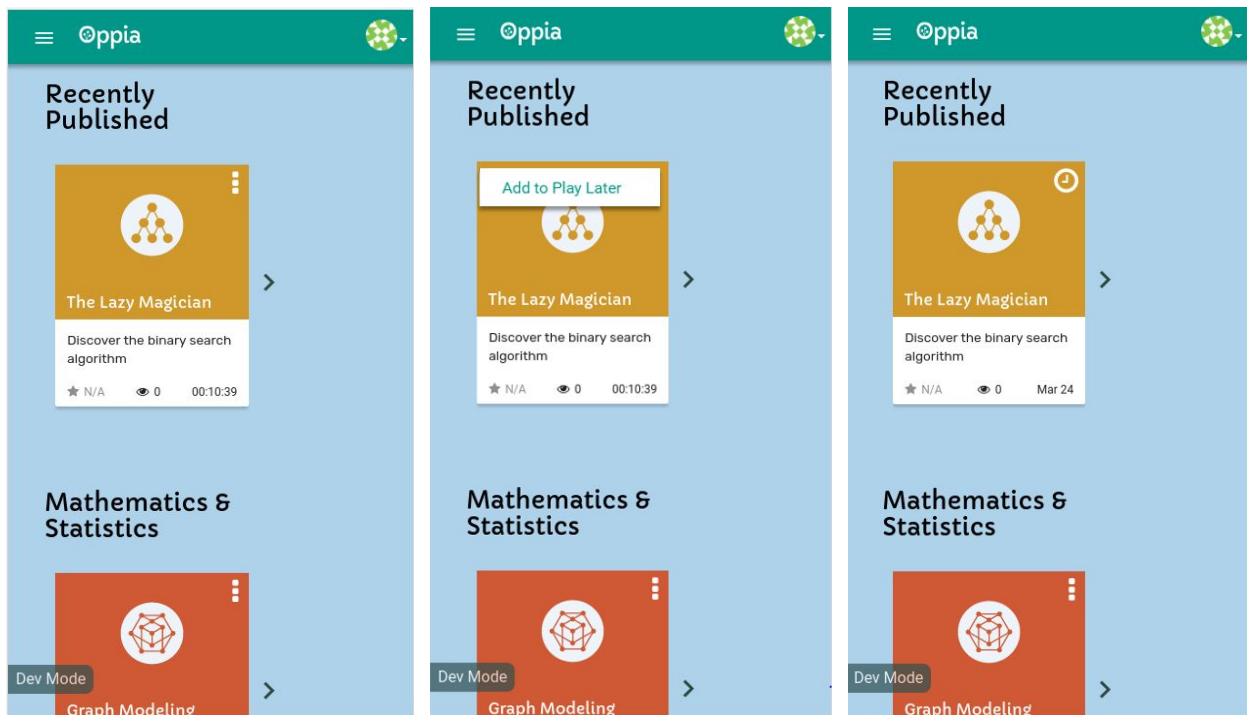 Oppia
Recently
Published
The Lazy Magician
Discover the binary search
algorithm
N/A 0 00:10:39
Mathematics &
Statistics
Dev Mode
Graph Modeling
Oppia
Recently
Published
Add to Play Later
The Lazy Magician
Discover the binary search
algorithm
N/A 0 00:10:39
Mathematics &
Statistics
Dev Mode
Graph Modeling
Oppia
Recently
Published
The Lazy Magician
Discover the binary search
algorithm
N/A 0 Mar 24
Mathematics &
Statistics
Dev Mode
Graph Modeling